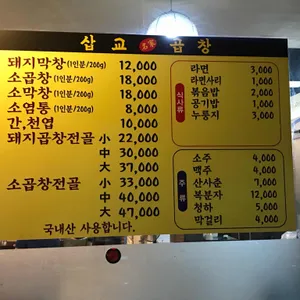 삽교 곱창
돼지막창(1인분/200g) 12,000
소곱창(1인분/200g) 18,000
소막창(1인분/200g) 18,000
소염통(1인분/200g) 8,000
간,천엽 10,000
돼지곱창전골 小 22,000
中 30,000
大 37,000
소곱창전골 小 33,000
中 40,000
大 47,000
국내산 사용합니다.
식사류
라면 3,000
라면사리 1,000
볶음밥 2,000
공기밥 1,000
누룽지 3,000
주류
소주 4,000
맥주 4,000
산사춘 7,000
복분자 12,000
청하 5,000
막걸리 4,000